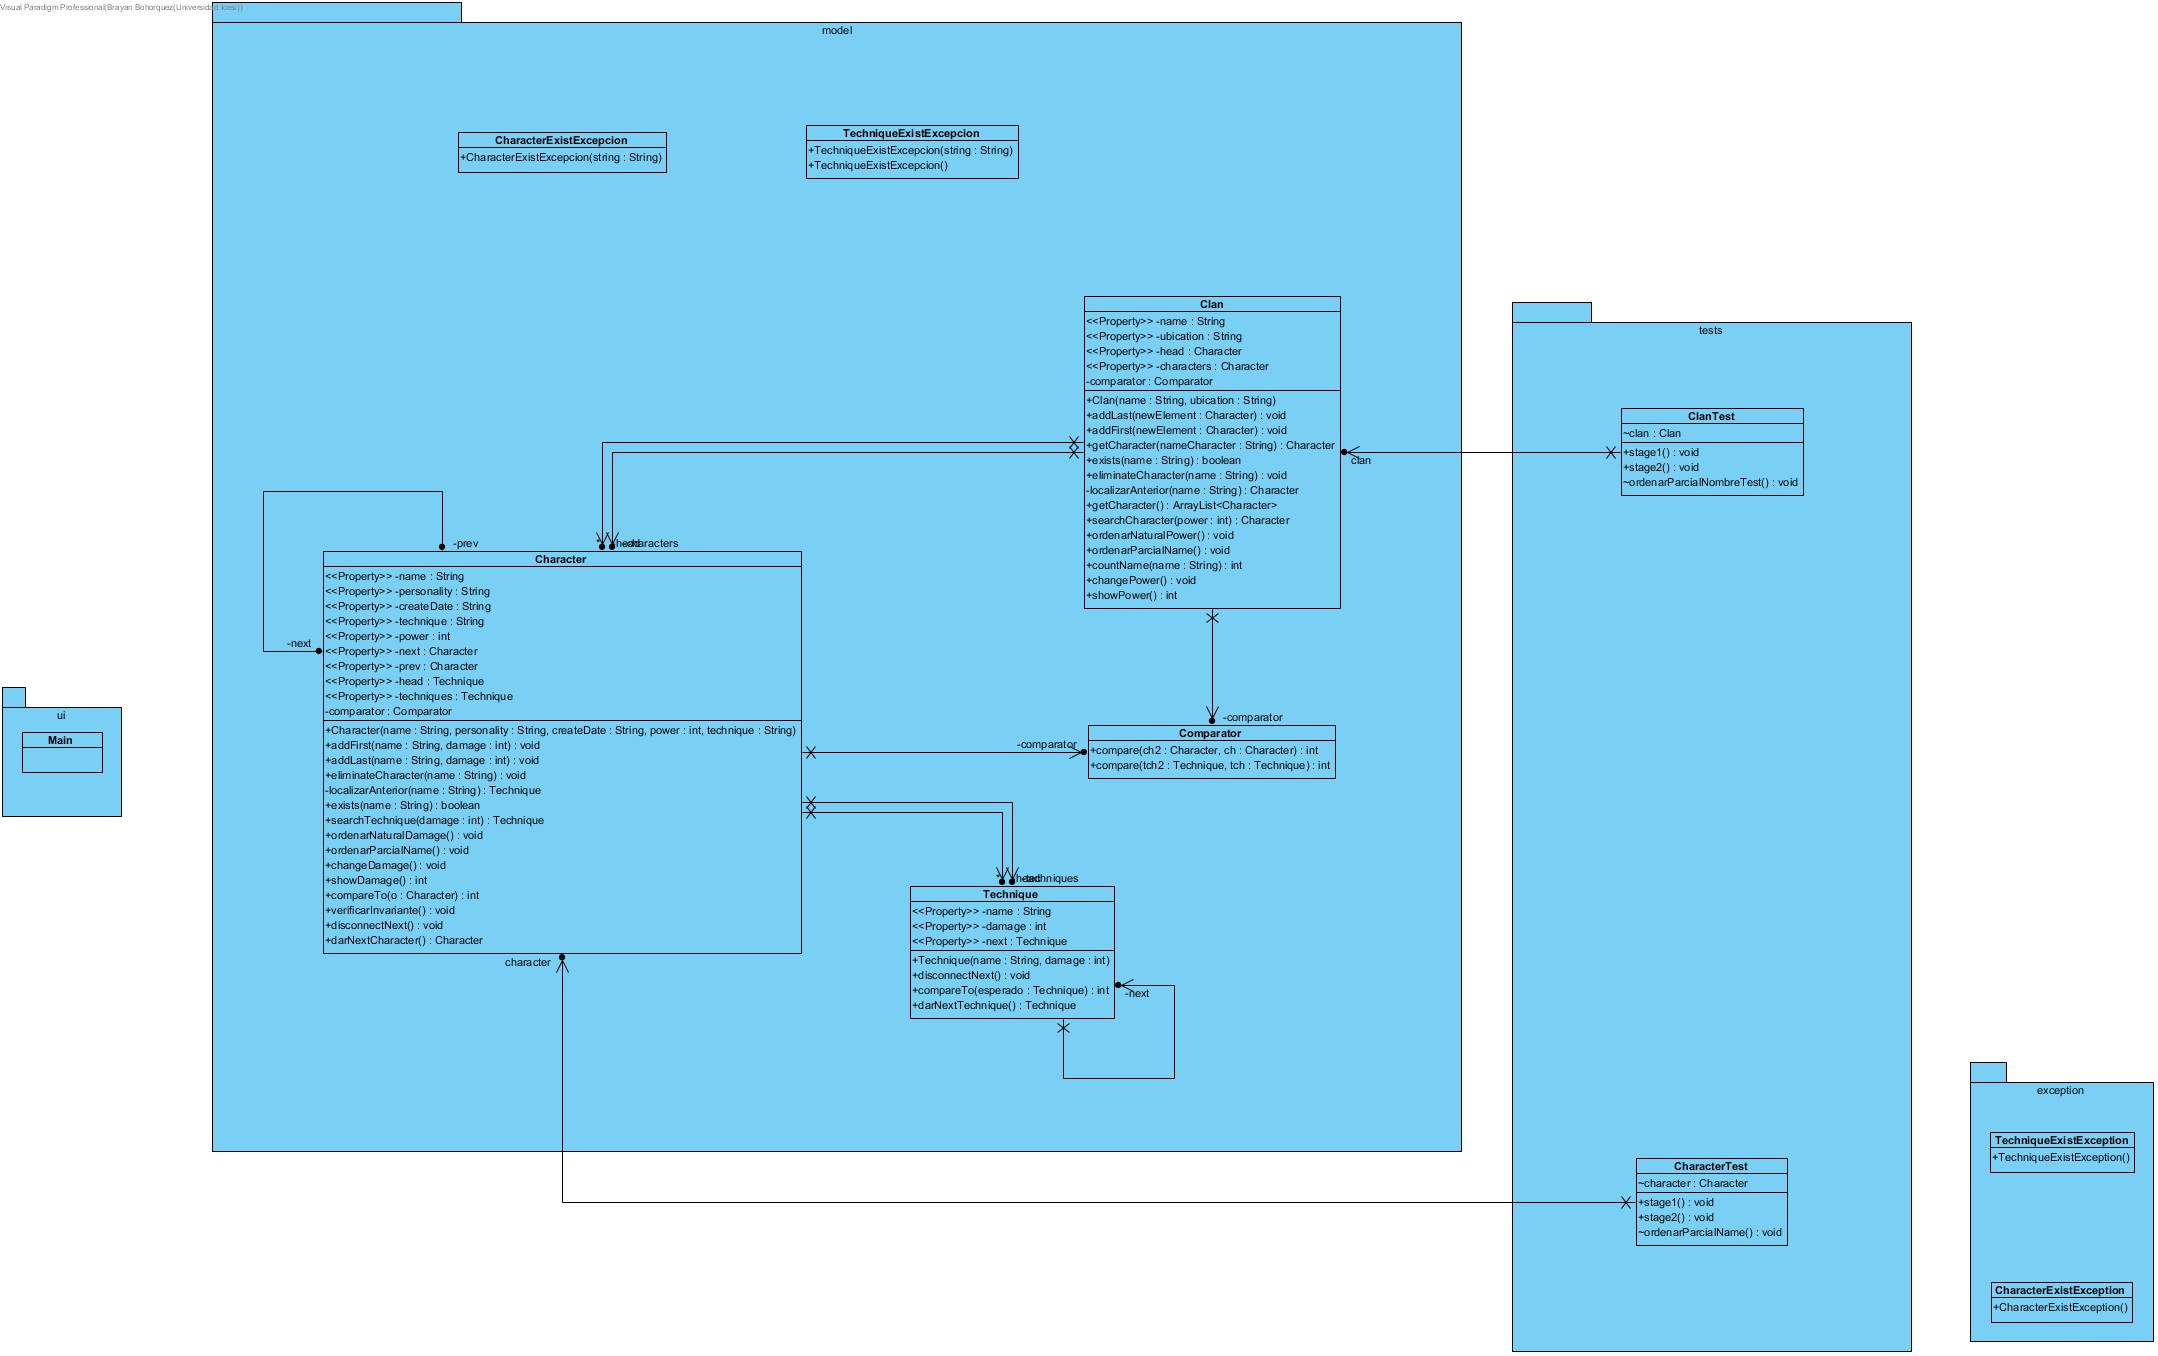 Visual Paradigm Professional(Brayan Bohorquez(Universidad Icesi))
model
CharacterExistExcepcion
+CharacterExistExcepcion(string : String)
TechniqueExistExcepcion
+TechniqueExistExcepcion(string : String)
+TechniqueExistExcepcion()
Clan
<<Property>> -name : String
<<Property>> -ubication : String
<<Property>> -head : Character
<<Property>> -characters : Character
-comparator : Comparator
+Clan(name : String, ubication : String)
+addLast(newElement : Character) : void
+addFirst(newElement : Character) : void
+getCharacter(nameCharacter : String) : Character
+exists(name : String) : boolean
+eliminateCharacter(name : String) : void
-localizarAnterior(name : String) : Character
+getCharacter() : ArrayList<Character>
+searchCharacter(power : int) : Character
+ordenarNaturalPower() : void
+ordenarParcialName() : void
+countName(name : String) : int
+changePower() : void
+showPower() : int
clan
-prev
-next
*
Character
<<Property>> -name : String
<<Property>> -personality : String
<<Property>> -createDate : String
<<Property>> -technique : String
<<Property>> -power : int
<<Property>> -next : Character
<<Property>> -prev : Character
<<Property>> -head : Technique
<<Property>> -techniques : Technique
-comparator : Comparator
+Character(name : String, personality : String, createDate : String, power : int, technique : String)
+addFirst(name : String, damage : int) : void
+addLast(name : String, damage : int) : void
+eliminateCharacter(name : String) : void
-localizarAnterior(name : String) : Technique
+exists(name : String) : boolean
+searchTechnique(damage : int) : Technique
+ordenarNaturalDamage() : void
+ordenarParcialName() : void
+changeDamage() : void
+showDamage() : int
+compareTo(o : Character) : int
+verificarInvariante() : void
+disconnectNext() : void
+darNextCharacter() : Character
character
-comparator
-comparator
Comparator
+compare(ch2 : Character, ch : Character) : int
+compare(tch2 : Technique, tch : Technique) : int
*
Technique
<<Property>> -name : String
<<Property>> -damage : int
<<Property>> -next : Technique
+Technique(name : String, damage : int)
+disconnectNext() : void
+compareTo(esperado : Technique) : int
+darNextTechnique() : Technique
-next
ui
Main
tests
ClanTest
~clan : Clan
+stage1() : void
+stage2() : void
~ordenarParcialNombreTest() : void
CharacterTest
~character : Character
+stage1() : void
+stage2() : void
~ordenarParcialName() : void
exception
TechniqueExistException
+TechniqueExistException()
CharacterExistException
+CharacterExistException()